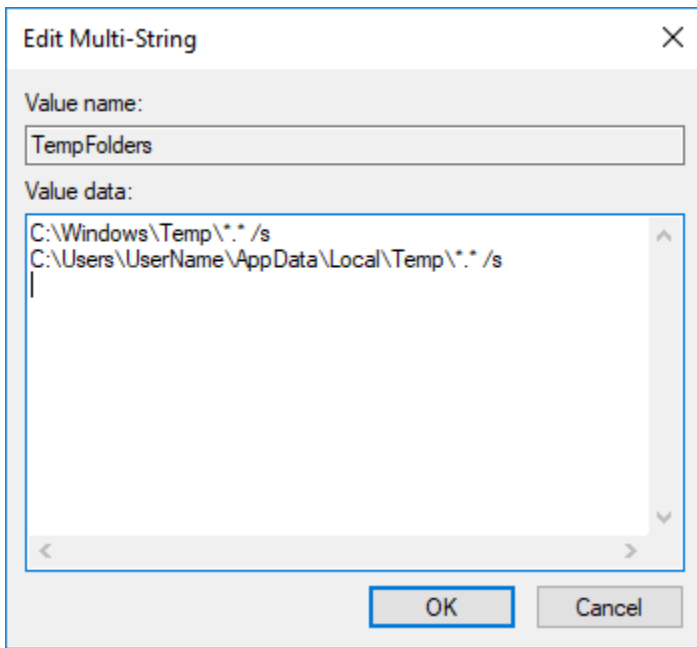 Edit Multi-String
Value name:
TempFolders
Value data:
C:\Windows\Temp\*.* /s
C:\Users\UserName\AppData\Local\Temp\*.* /s
OK
Cancel